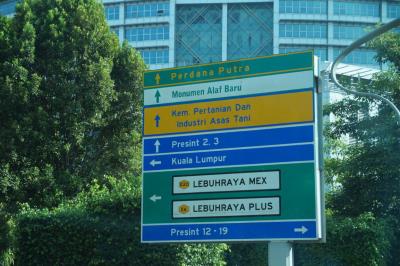 Perdana Putra
Monumen Alaf Baru
Kem. Pertanian Dan
Industri Asas Tani
Presint 2, 3
Kuala Lumpur
LEBUHRAYA MEX
LEBUHRAYA PLUS
Presint 12 - 19